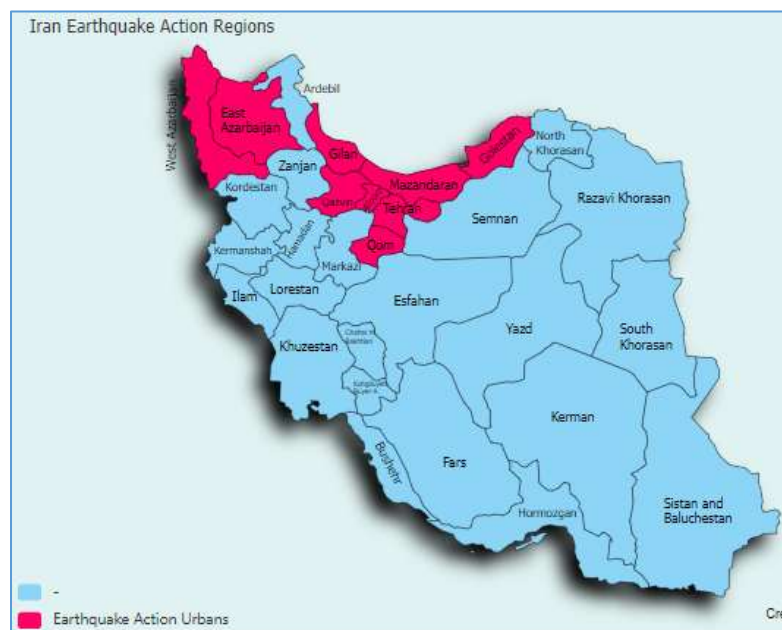 Iran Earthquake Action Regions
Ardebil
West Azarbaijan
East
Azarbaijan
Gilan
Golestan
North
Khorasan
Zanjan
Mazandaran
Kordestan
Qazvin
Tehran
Razavi Khorasan
Semnan
Hamadan
Qom
Kermanshah
Markazi
Ilam
Lorestan
Esfahan
Yazd
South
Khorasan
Khuzestan
Kerman
Fars
Bushehr
Hormozgan
Sistan and
Baluchestan
-
Earthquake Action Urbans
Cre